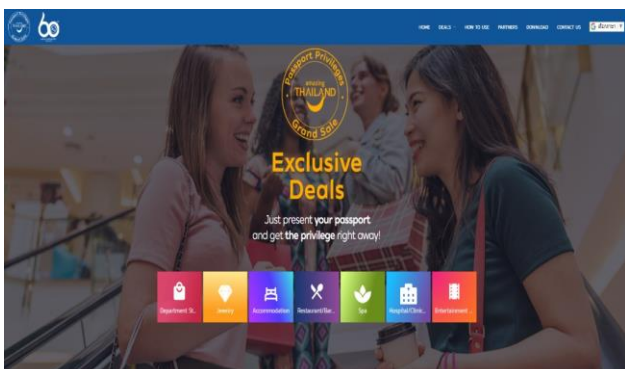 60
HOME DEALS HOW TO USE PARTNERS DOWNLOAD CONTACT US
Passport Privileges
amazing
THAILAND
Grand Sale
Exclusive
Deals
Just present your passport
and get the privilege right away!
Department St... Jewelry Accommodation Restaurant/Bar... Spa Hospital/Clinic... Entertainment ...